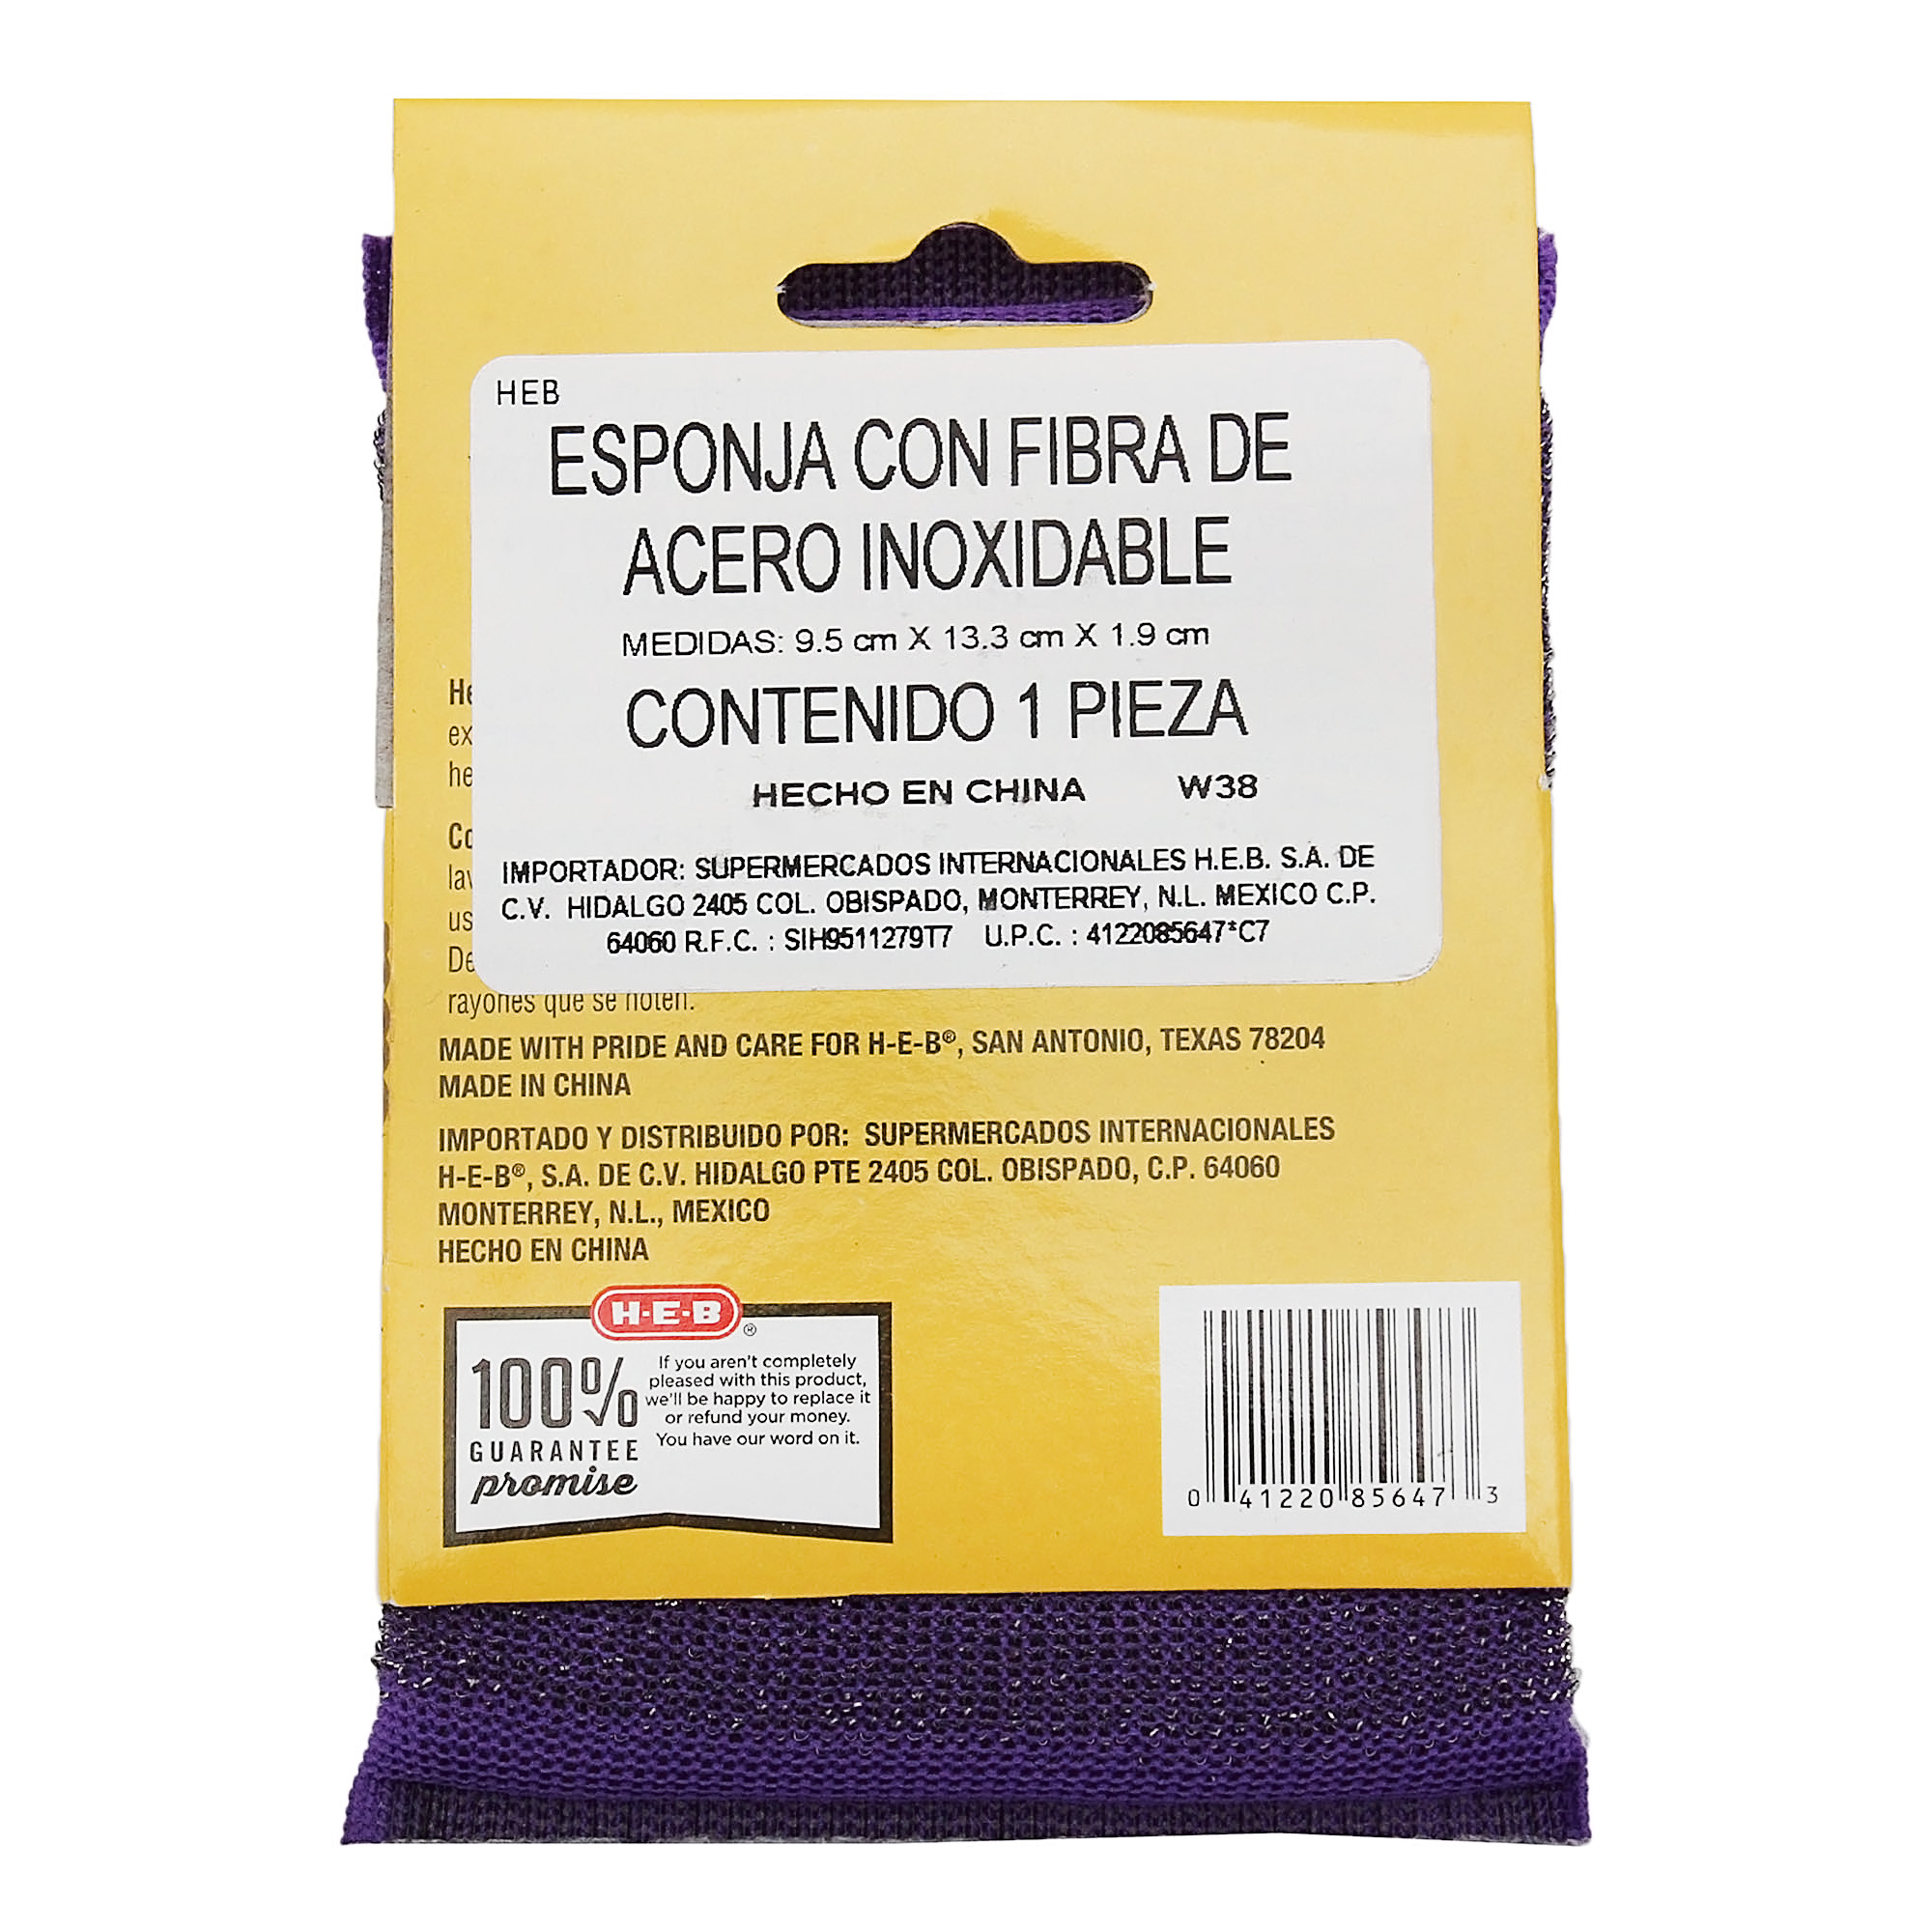 HEB
ESPONJA CON FIBRA DE
ACERO INOXIDABLE
MEDIDAS: 9.5 cm X 13.3 cm X 1.9 cm
CONTENIDO 1 PIEZA
HECHO EN CHINA W38
IMPORTADOR: SUPERMERCADOS INTERNACIONALES H.E.B. S.A. DE
C.V. HIDALGO 2405 COL. OBISPADO, MONTERREY, N.L. MEXICO C.P.
64060 R.F.C. : SIH9511279T7 U.P.C. : 4122085647*C7
rayones que se noten.
MADE WITH PRIDE AND CARE FOR H-E-B®, SAN ANTONIO, TEXAS 78204
MADE IN CHINA
IMPORTADO Y DISTRIBUIDO POR: SUPERMERCADOS INTERNACIONALES
H-E-B®, S.A. DE C.V. HIDALGO PTE 2405 COL. OBISPADO, C.P. 64060
MONTERREY, N.L., MEXICO
HECHO EN CHINA
H-E-B®
100%
GUARANTEE
promise
If you aren't completely
pleased with this product,
we'll be happy to replace it
or refund your money.
You have our word on it.
0 41220 85647 3